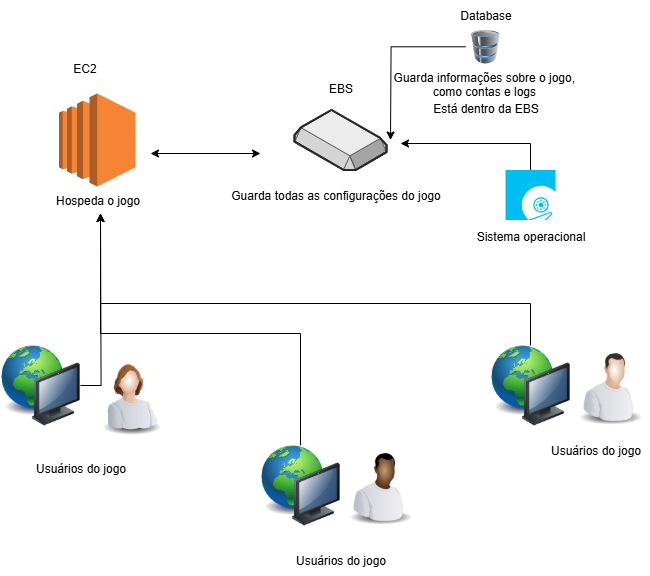 Database
EC2
EBS
Guarda informações sobre o jogo,
como contas e logs
Está dentro da EBS
Hospeda o jogo
Guarda todas as configurações do jogo
Sistema operacional
Usuários do jogo
Usuários do jogo
Usuários do jogo